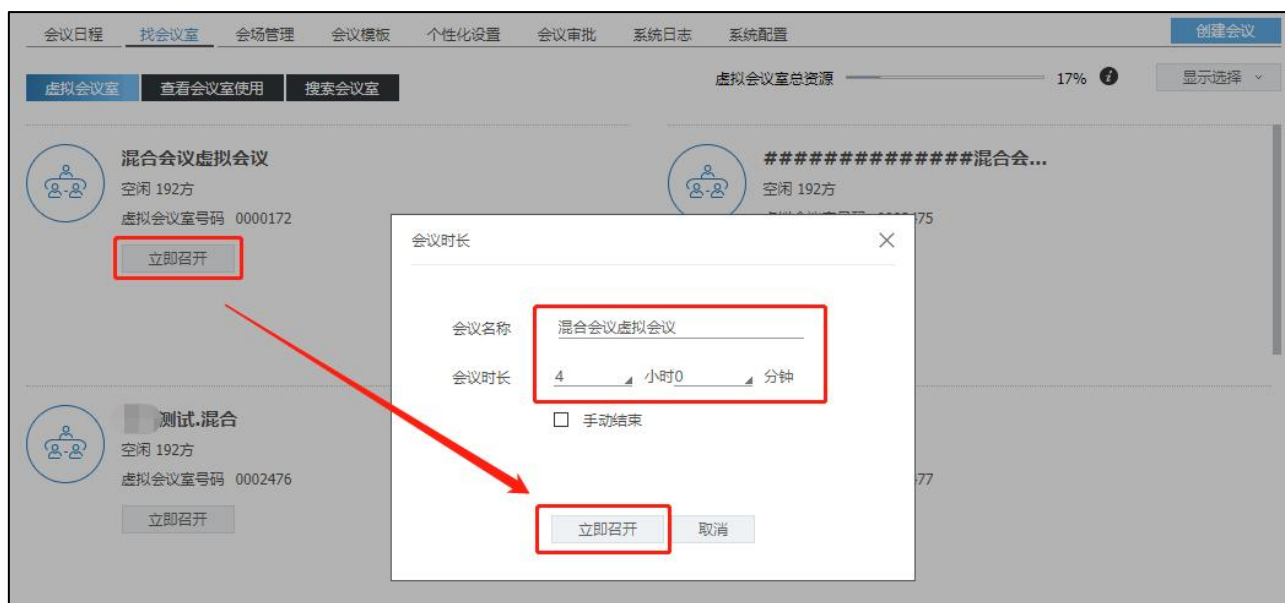 会议日程 找会议室 会场管理 会议模板 个性化设置 会议审批 系统日志 系统配置 创建会议
虚拟会议室 查看会议室使用 搜索会议室 虚拟会议室总资源 17% 显示选择
混合会议虚拟会议
空闲 192方
虚拟会议室号码 0000172
立即召开
##############混合会...
空闲 192方
75
会议时长
会议名称 混合会议虚拟会议
会议时长 4 小时0 分钟
手动结束
立即召开 取消
测试.混合
空闲 192方
虚拟会议室号码 0002476
立即召开
77